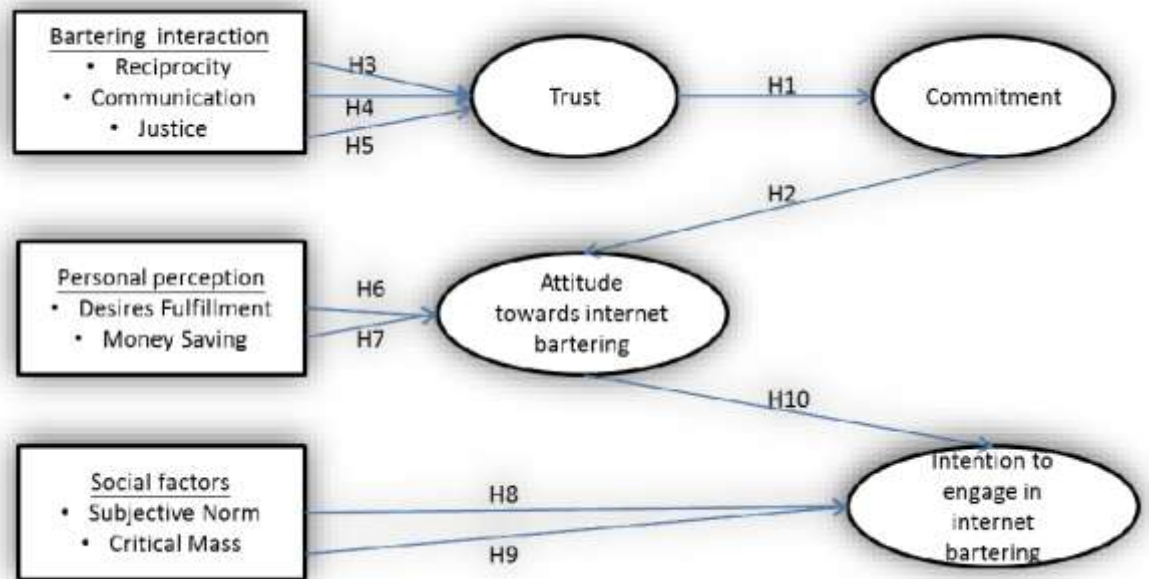 Bartering interaction
• Reciprocity
• Communication
• Justice
H3
H4
H5
Trust
H1
Commitment
H2
Personal perception
• Desires Fulfillment
• Money Saving
H6
H7
Attitude
towards internet
bartering
H10
Social factors
• Subjective Norm
• Critical Mass
H8
H9
Intention to
engage in
internet
bartering